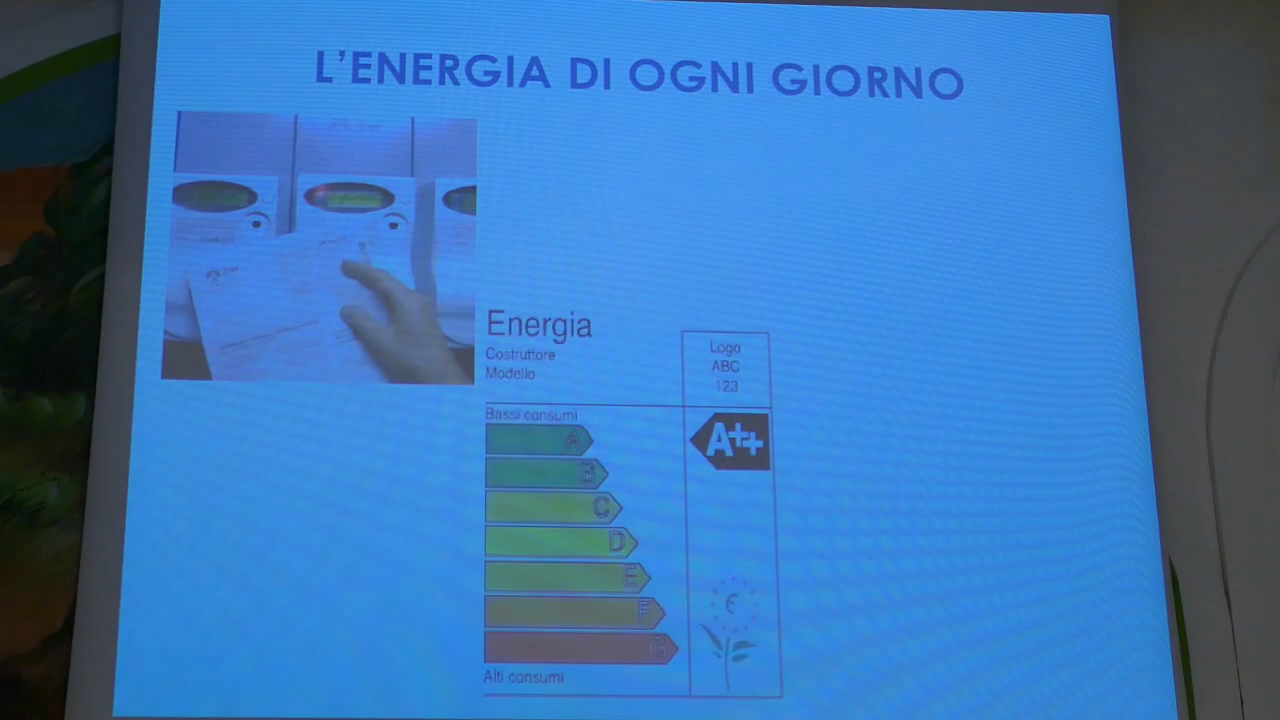 L'ENERGIA DI OGNI GIORNO
Energia
Costruttore
Modello
Logo
ABC
123
Bassi consumi
A
B
C
D
E
F
G
Alti consumi
A++